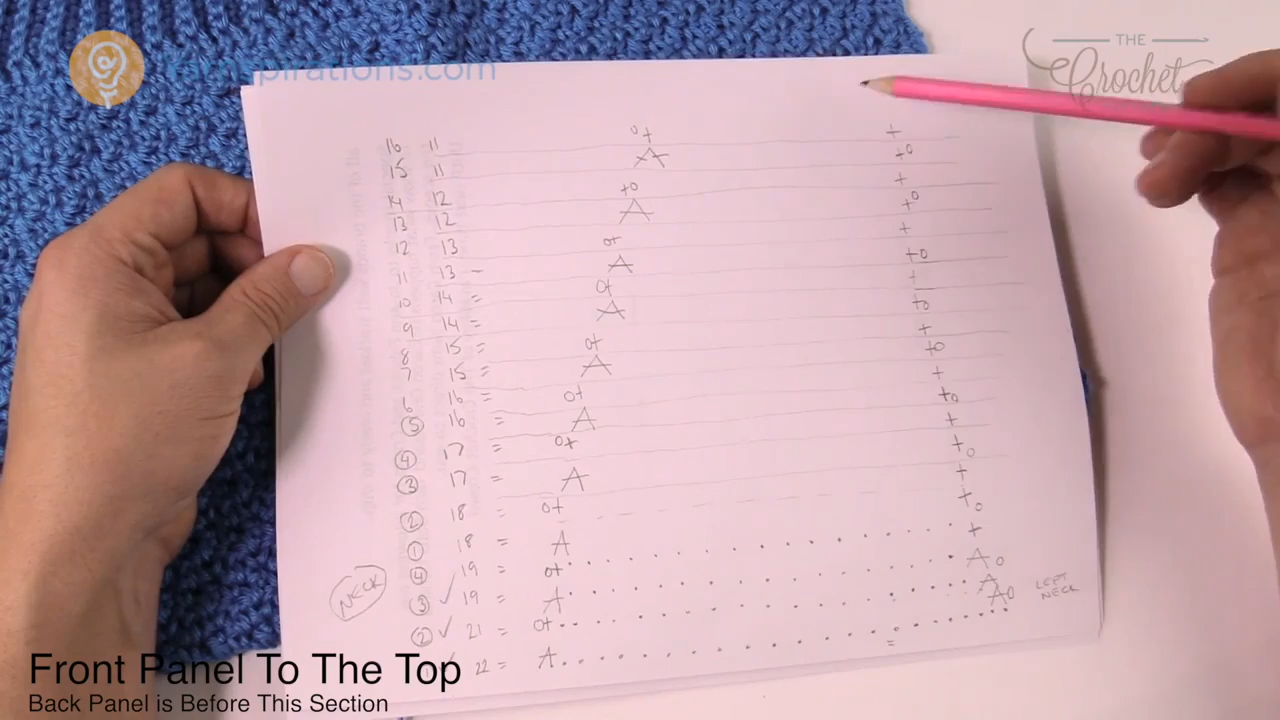 spirations.com
THE
Crochet
16 11
15 11
14 12
13 12
12 13
11 13 -
10 14 =
9 14 =
8 15 =
7 15 =
6 16 =
5 16 =
4 17 =
3 17 =
2 18 =
1 18 =
4 19 =
3 ✓ 19 =
2 ✓ 21 =
22 =
NECK
LEFT
NECK
Front Panel To The Top
Back Panel is Before This Section